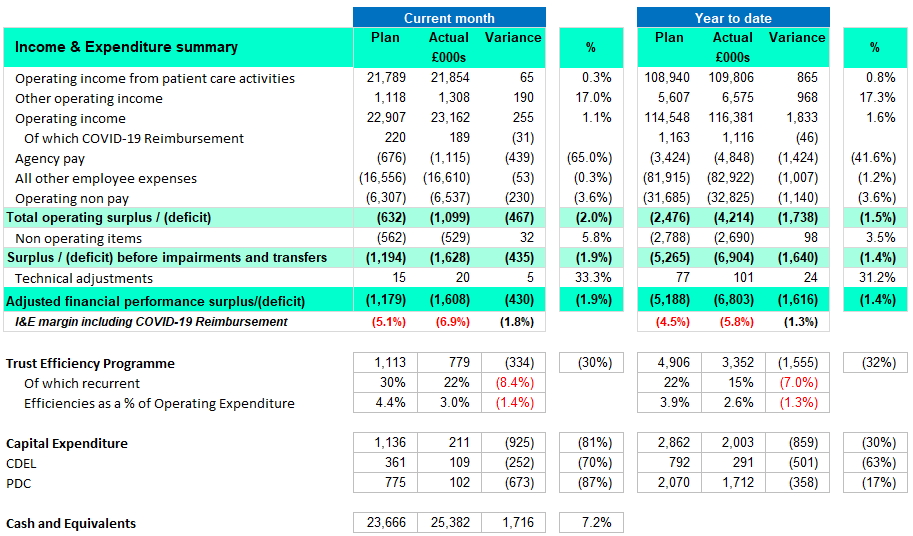 Current month Year to date
Income & Expenditure summary Plan Actual Variance % Plan Actual Variance %
£000s £000s
Operating income from patient care activities 21,789 21,854 65 0.3% 108,940 109,806 865 0.8%
Other operating income 1,118 1,308 190 17.0% 5,607 6,575 968 17.3%
Operating income 22,907 23,162 255 1.1% 114,548 116,381 1,833 1.6%
Of which COVID-19 Reimbursement 220 189 (31) 1,163 1,116 (46)
Agency pay (676) (1,115) (439) (65.0%) (3,424) (4,848) (1,424) (41.6%)
All other employee expenses (16,556) (16,610) (53) (0.3%) (81,915) (82,922) (1,007) (1.2%)
Operating non pay (6,307) (6,537) (230) (3.6%) (31,685) (32,825) (1,140) (3.6%)
Total operating surplus / (deficit) (632) (1,099) (467) (2.0%) (2,476) (4,214) (1,738) (1.5%)
Non operating items (562) (529) 32 5.8% (2,788) (2,690) 98 3.5%
Surplus / (deficit) before impairments and transfers (1,194) (1,628) (435) (1.9%) (5,265) (6,904) (1,640) (1.4%)
Technical adjustments 15 20 5 33.3% 77 101 24 31.2%
Adjusted financial performance surplus/(deficit) (1,179) (1,608) (430) (1.9%) (5,188) (6,803) (1,616) (1.4%)
I&E margin including COVID-19 Reimbursement (5.1%) (6.9%) (1.8%) (4.5%) (5.8%) (1.3%)
Trust Efficiency Programme 1,113 779 (334) (30%) 4,906 3,352 (1,555) (32%)
Of which recurrent 30% 22% (8.4%) 22% 15% (7.0%)
Efficiencies as a % of Operating Expenditure 4.4% 3.0% (1.4%) 3.9% 2.6% (1.3%)
Capital Expenditure 1,136 211 (925) (81%) 2,862 2,003 (859) (30%)
CDEL 361 109 (252) (70%) 792 291 (501) (63%)
PDC 775 102 (673) (87%) 2,070 1,712 (358) (17%)
Cash and Equivalents 23,666 25,382 1,716 7.2%